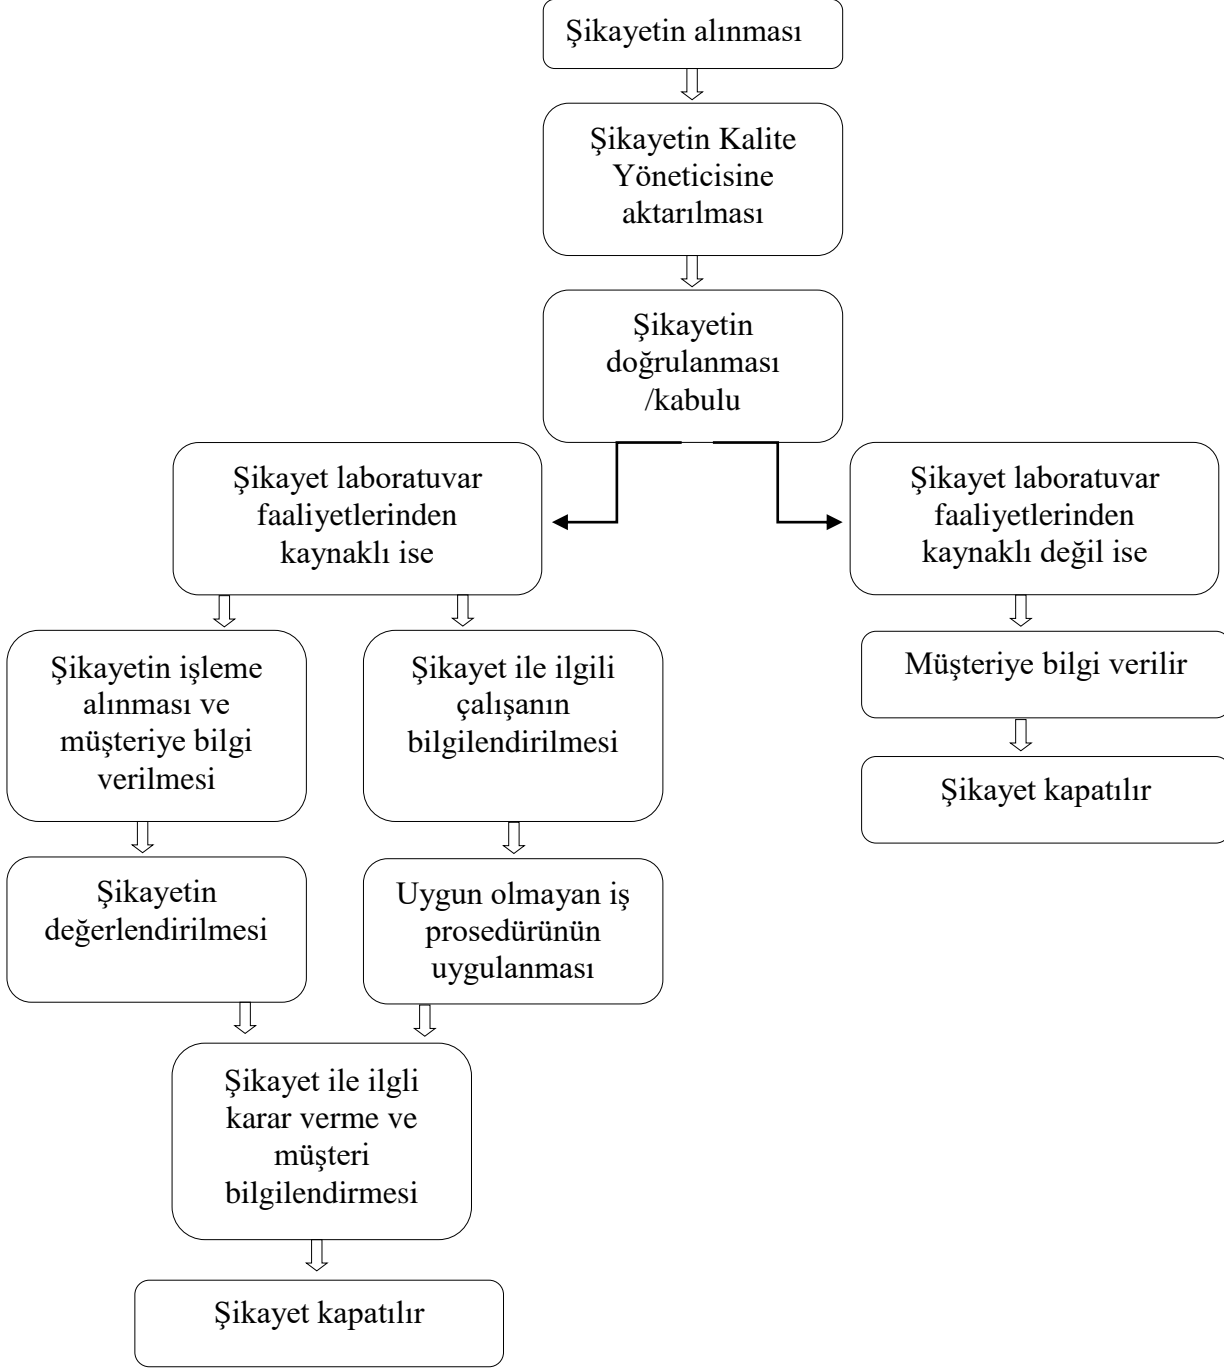 Şikayetin alınması
Şikayetin Kalite
Yöneticisine
aktarılması
Şikayetin
doğrulanması
/kabulu
Şikayet laboratuvar
faaliyetlerinden
kaynaklı ise
Şikayet laboratuvar
faaliyetlerinden
kaynaklı değil ise
Şikayetin işleme
alınması ve
müşteriye bilgi
verilmesi
Şikayet ile ilgili
çalışanın
bilgilendirilmesi
Müşteriye bilgi verilir
Şikayet kapatılır
Şikayetin
değerlendirilmesi
Uygun olmayan iş
prosedürünün
uygulanması
Şikayet ile ilgli
karar verme ve
müşteri
bilgilendirmesi
Şikayet kapatılır